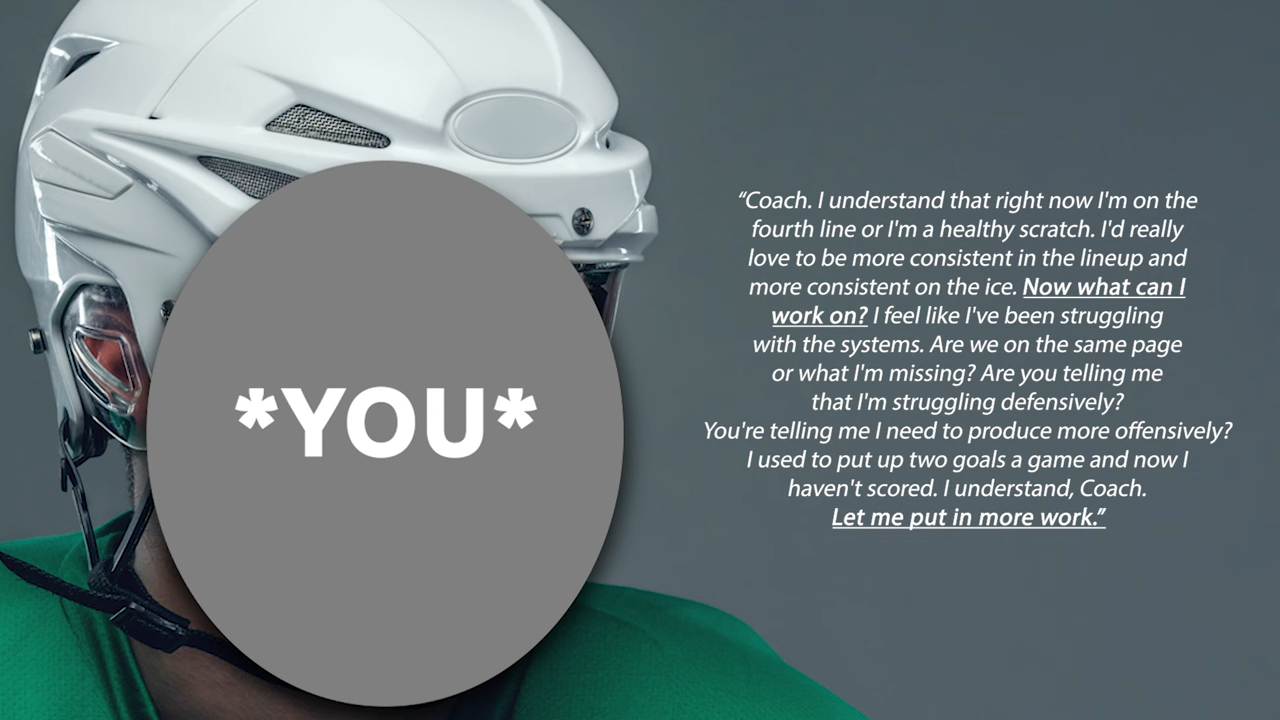 *YOU*
“Coach. I understand that right now I'm on the
fourth line or I'm a healthy scratch. I'd really
love to be more consistent in the lineup and
more consistent on the ice. Now what can I
work on? I feel like I've been struggling
with the systems. Are we on the same page
or what I'm missing? Are you telling me
that I'm struggling defensively?
You're telling me I need to produce more offensively?
I used to put up two goals a game and now I
haven't scored. I understand, Coach.
Let me put in more work.”